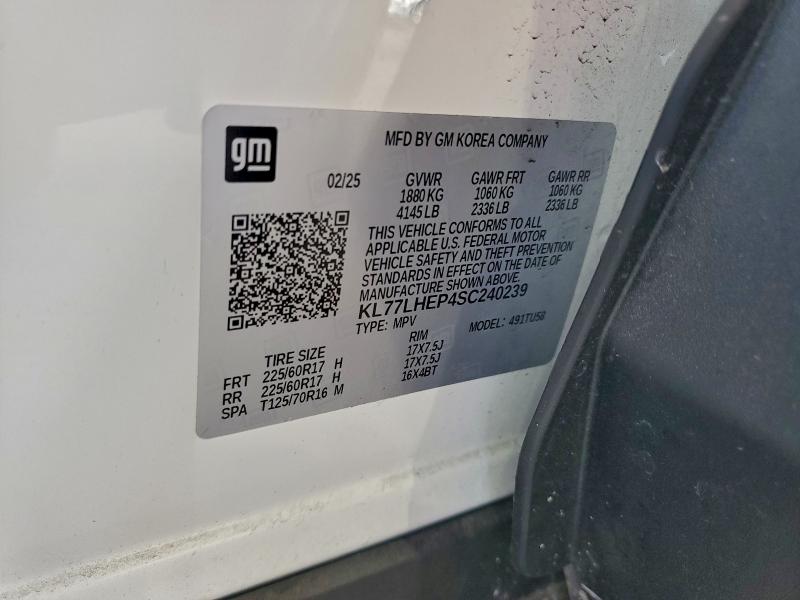 gm
MFD BY GM KOREA COMPANY
02/25 GVWR GAWR FRT GAWR RR
1880 KG 1060 KG 1060 KG
4145 LB 2336 LB 2336 LB
THIS VEHICLE CONFORMS TO ALL
APPLICABLE U.S. FEDERAL MOTOR
VEHICLE SAFETY AND THEFT PREVENTION
STANDARDS IN EFFECT ON THE DATE OF
MANUFACTURE SHOWN ABOVE.
KL77LHEP4SC240239
TYPE: MPV MODEL: 491TU58
TIRE SIZE RIM
FRT 225/60R17 H 17X7.5J
RR 225/60R17 H 17X7.5J
SPA T125/70R16 M 16X4BT